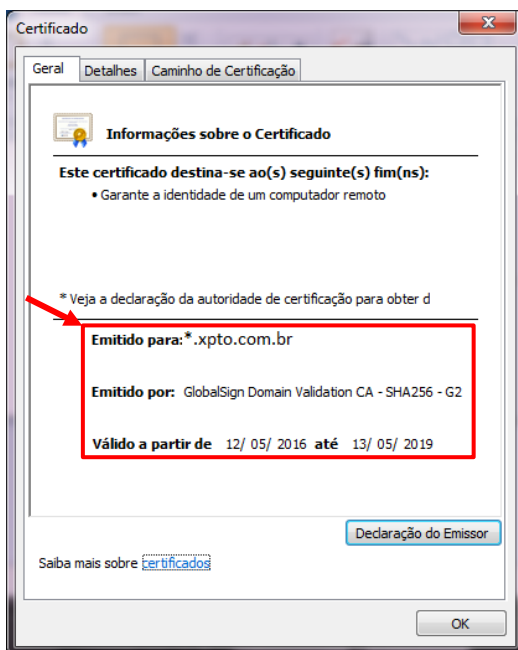 Certificado
Geral Detalhes Caminho de Certificação
Informações sobre o Certificado
Este certificado destina-se ao(s) seguinte(s) fim(ns):
• Garante a identidade de um computador remoto
* Veja a declaração da autoridade de certificação para obter d
Emitido para:*.xpto.com.br
Emitido por: GlobalSign Domain Validation CA - SHA256 - G2
Válido a partir de 12/ 05/ 2016 até 13/ 05/ 2019
Declaração do Emissor
Saiba mais sobre certificados
OK